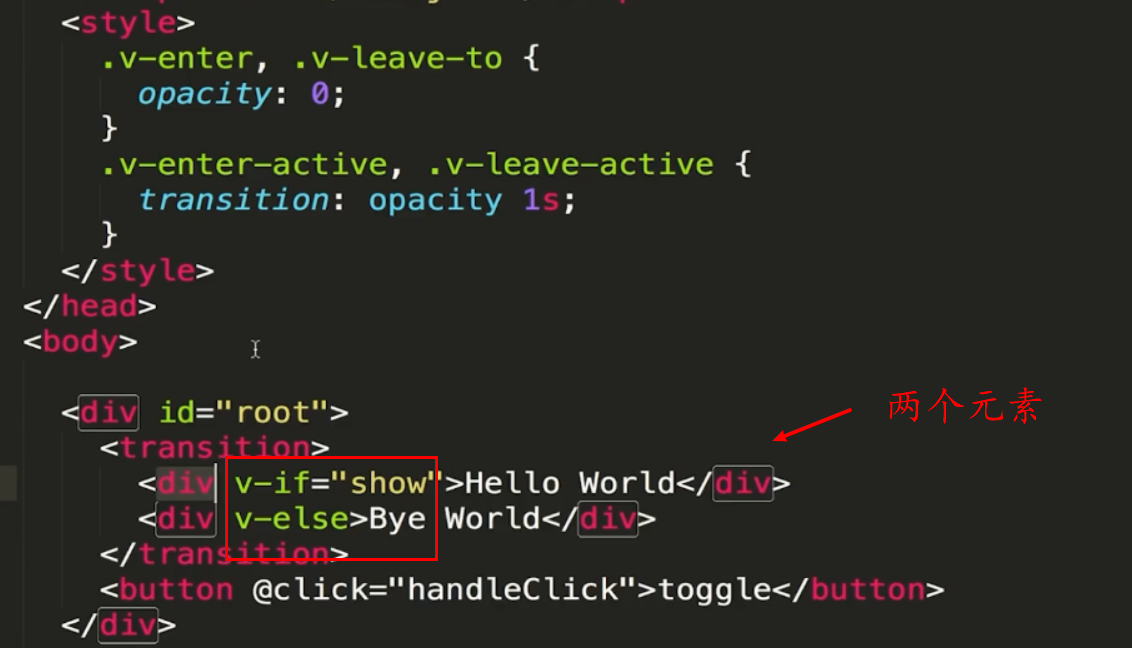 <style>
.v-enter, .v-leave-to {
opacity: 0;
}
.v-enter-active, .v-leave-active {
transition: opacity 1s;
}
</style>
</head>
<body>
<div id="root">
两个元素
<transition>
<div v-if="show">Hello World</div>
<div v-else>Bye World</div>
</transition>
<button @click="handleClick">toggle</button>
</div>